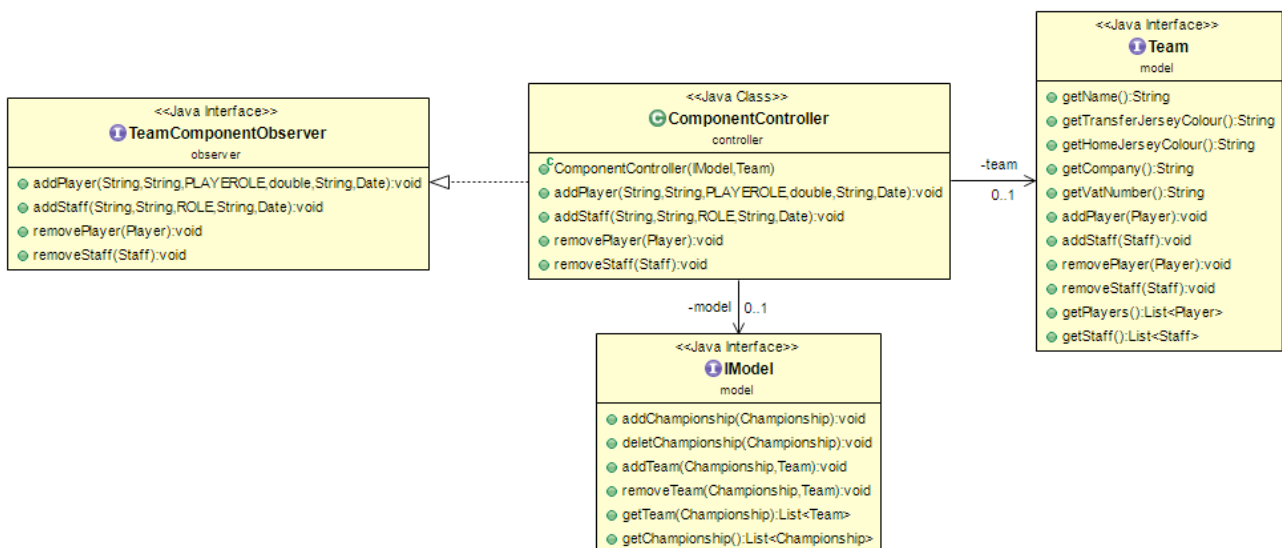 <<Java Interface>>
Team
model
getName():String
getTransferJerseyColour():String
getHomeJerseyColour():String
getCompany():String
getVatNumber():String
addPlayer(Player):void
addStaff(Staff):void
removePlayer(Player):void
removeStaff(Staff):void
getPlayers():List<Player>
getStaff():List<Staff>
<<Java Interface>>
TeamComponentObserver
observer
addPlayer(String,String,PLAYEROLE,double,String,Date):void
addStaff(String,String,ROLE,String,Date):void
removePlayer(Player):void
removeStaff(Staff):void
<<Java Class>>
ComponentController
controller
ComponentController(IModel,Team)
addPlayer(String,String,PLAYEROLE,double,String,Date):void
addStaff(String,String,ROLE,String,Date):void
removePlayer(Player):void
removeStaff(Staff):void
-team
0..1
-model
0..1
<<Java Interface>>
IModel
model
addChampionship(Championship):void
deletChampionship(Championship):void
addTeam(Championship,Team):void
removeTeam(Championship,Team):void
getTeam(Championship):List<Team>
getChampionship():List<Championship>